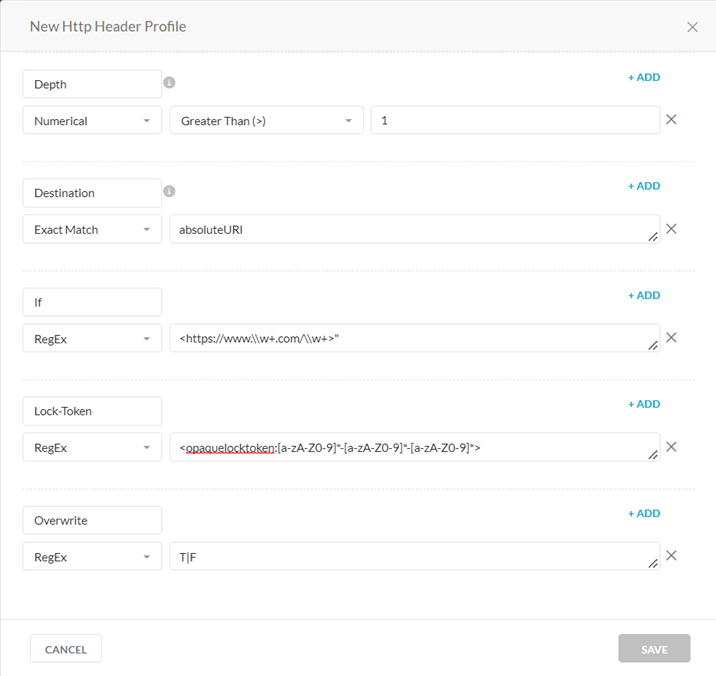 New Http Header Profile
Depth
+ ADD
Numerical
Greater Than (>)
1
Destination
+ ADD
Exact Match
absoluteURI
If
+ ADD
RegEx
<https://www.\\w+.com/\\w+>"
Lock-Token
+ ADD
RegEx
<opaquelocktoken:[a-zA-Z0-9]*-[a-zA-Z0-9]*-[a-zA-Z0-9]*>
Overwrite
+ ADD
RegEx
T|F
CANCEL
SAVE